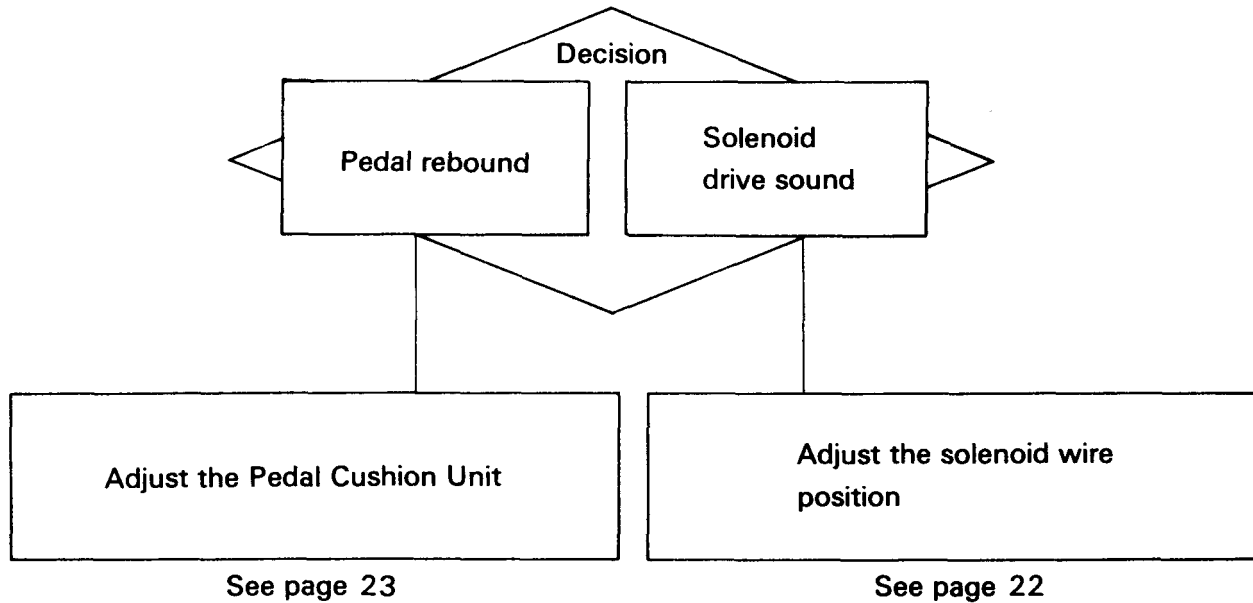 Decision
Pedal rebound
Solenoid
drive sound
Adjust the Pedal Cushion Unit
Adjust the solenoid wire
position
See page 23
See page 22